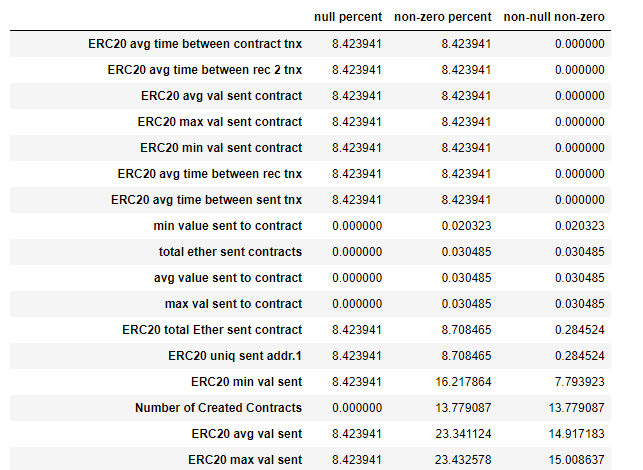 null percent non-zero percent non-null non-zero
ERC20 avg time between contract tnx 8.423941 8.423941 0.000000
ERC20 avg time between rec 2 tnx 8.423941 8.423941 0.000000
ERC20 avg val sent contract 8.423941 8.423941 0.000000
ERC20 max val sent contract 8.423941 8.423941 0.000000
ERC20 min val sent contract 8.423941 8.423941 0.000000
ERC20 avg time between rec tnx 8.423941 8.423941 0.000000
ERC20 avg time between sent tnx 8.423941 8.423941 0.000000
min value sent to contract 0.000000 0.020323 0.020323
total ether sent contracts 0.000000 0.030485 0.030485
avg value sent to contract 0.000000 0.030485 0.030485
max val sent to contract 0.000000 0.030485 0.030485
ERC20 total Ether sent contract 8.423941 8.708465 0.284524
ERC20 uniq sent addr.1 8.423941 8.708465 0.284524
ERC20 min val sent 8.423941 16.217864 7.793923
Number of Created Contracts 0.000000 13.779087 13.779087
ERC20 avg val sent 8.423941 23.341124 14.917183
ERC20 max val sent 8.423941 23.432578 15.008637